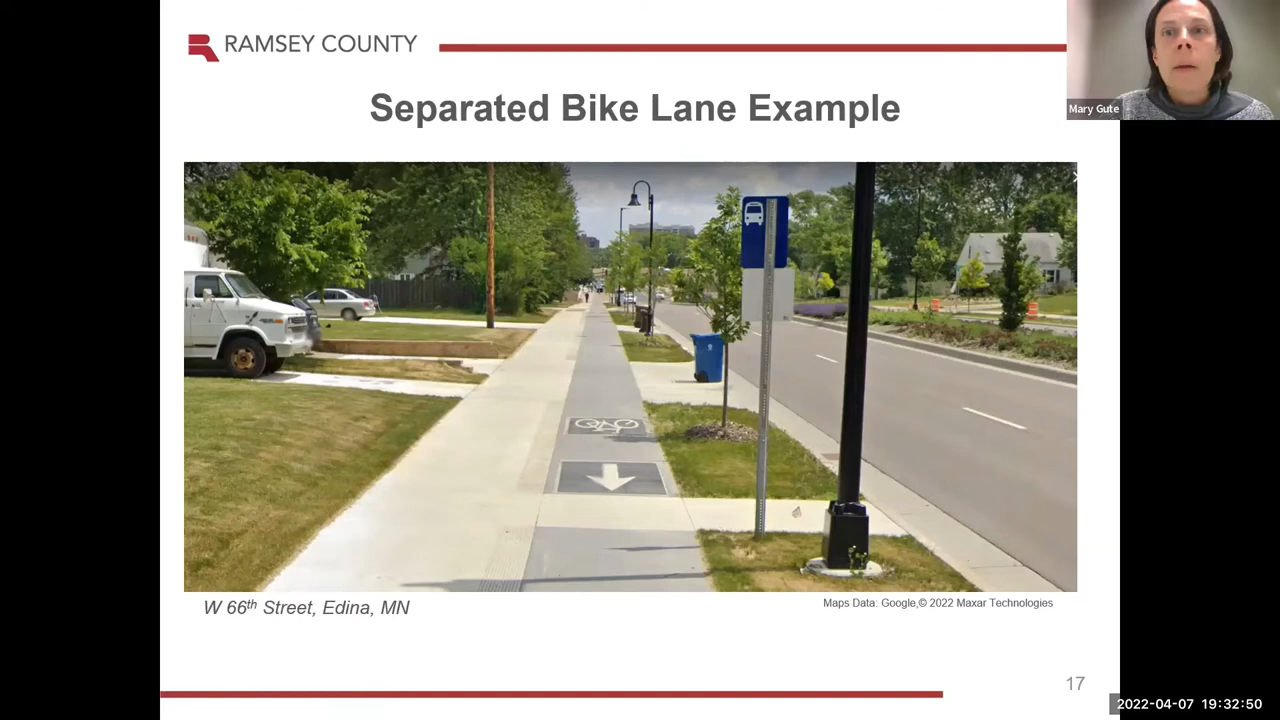 RAMSEY COUNTY
Mary Gute
Separated Bike Lane Example
W 66th Street, Edina, MN
Maps Data: Google,© 2022 Maxar Technologies
17
2022-04-07 19:32:50